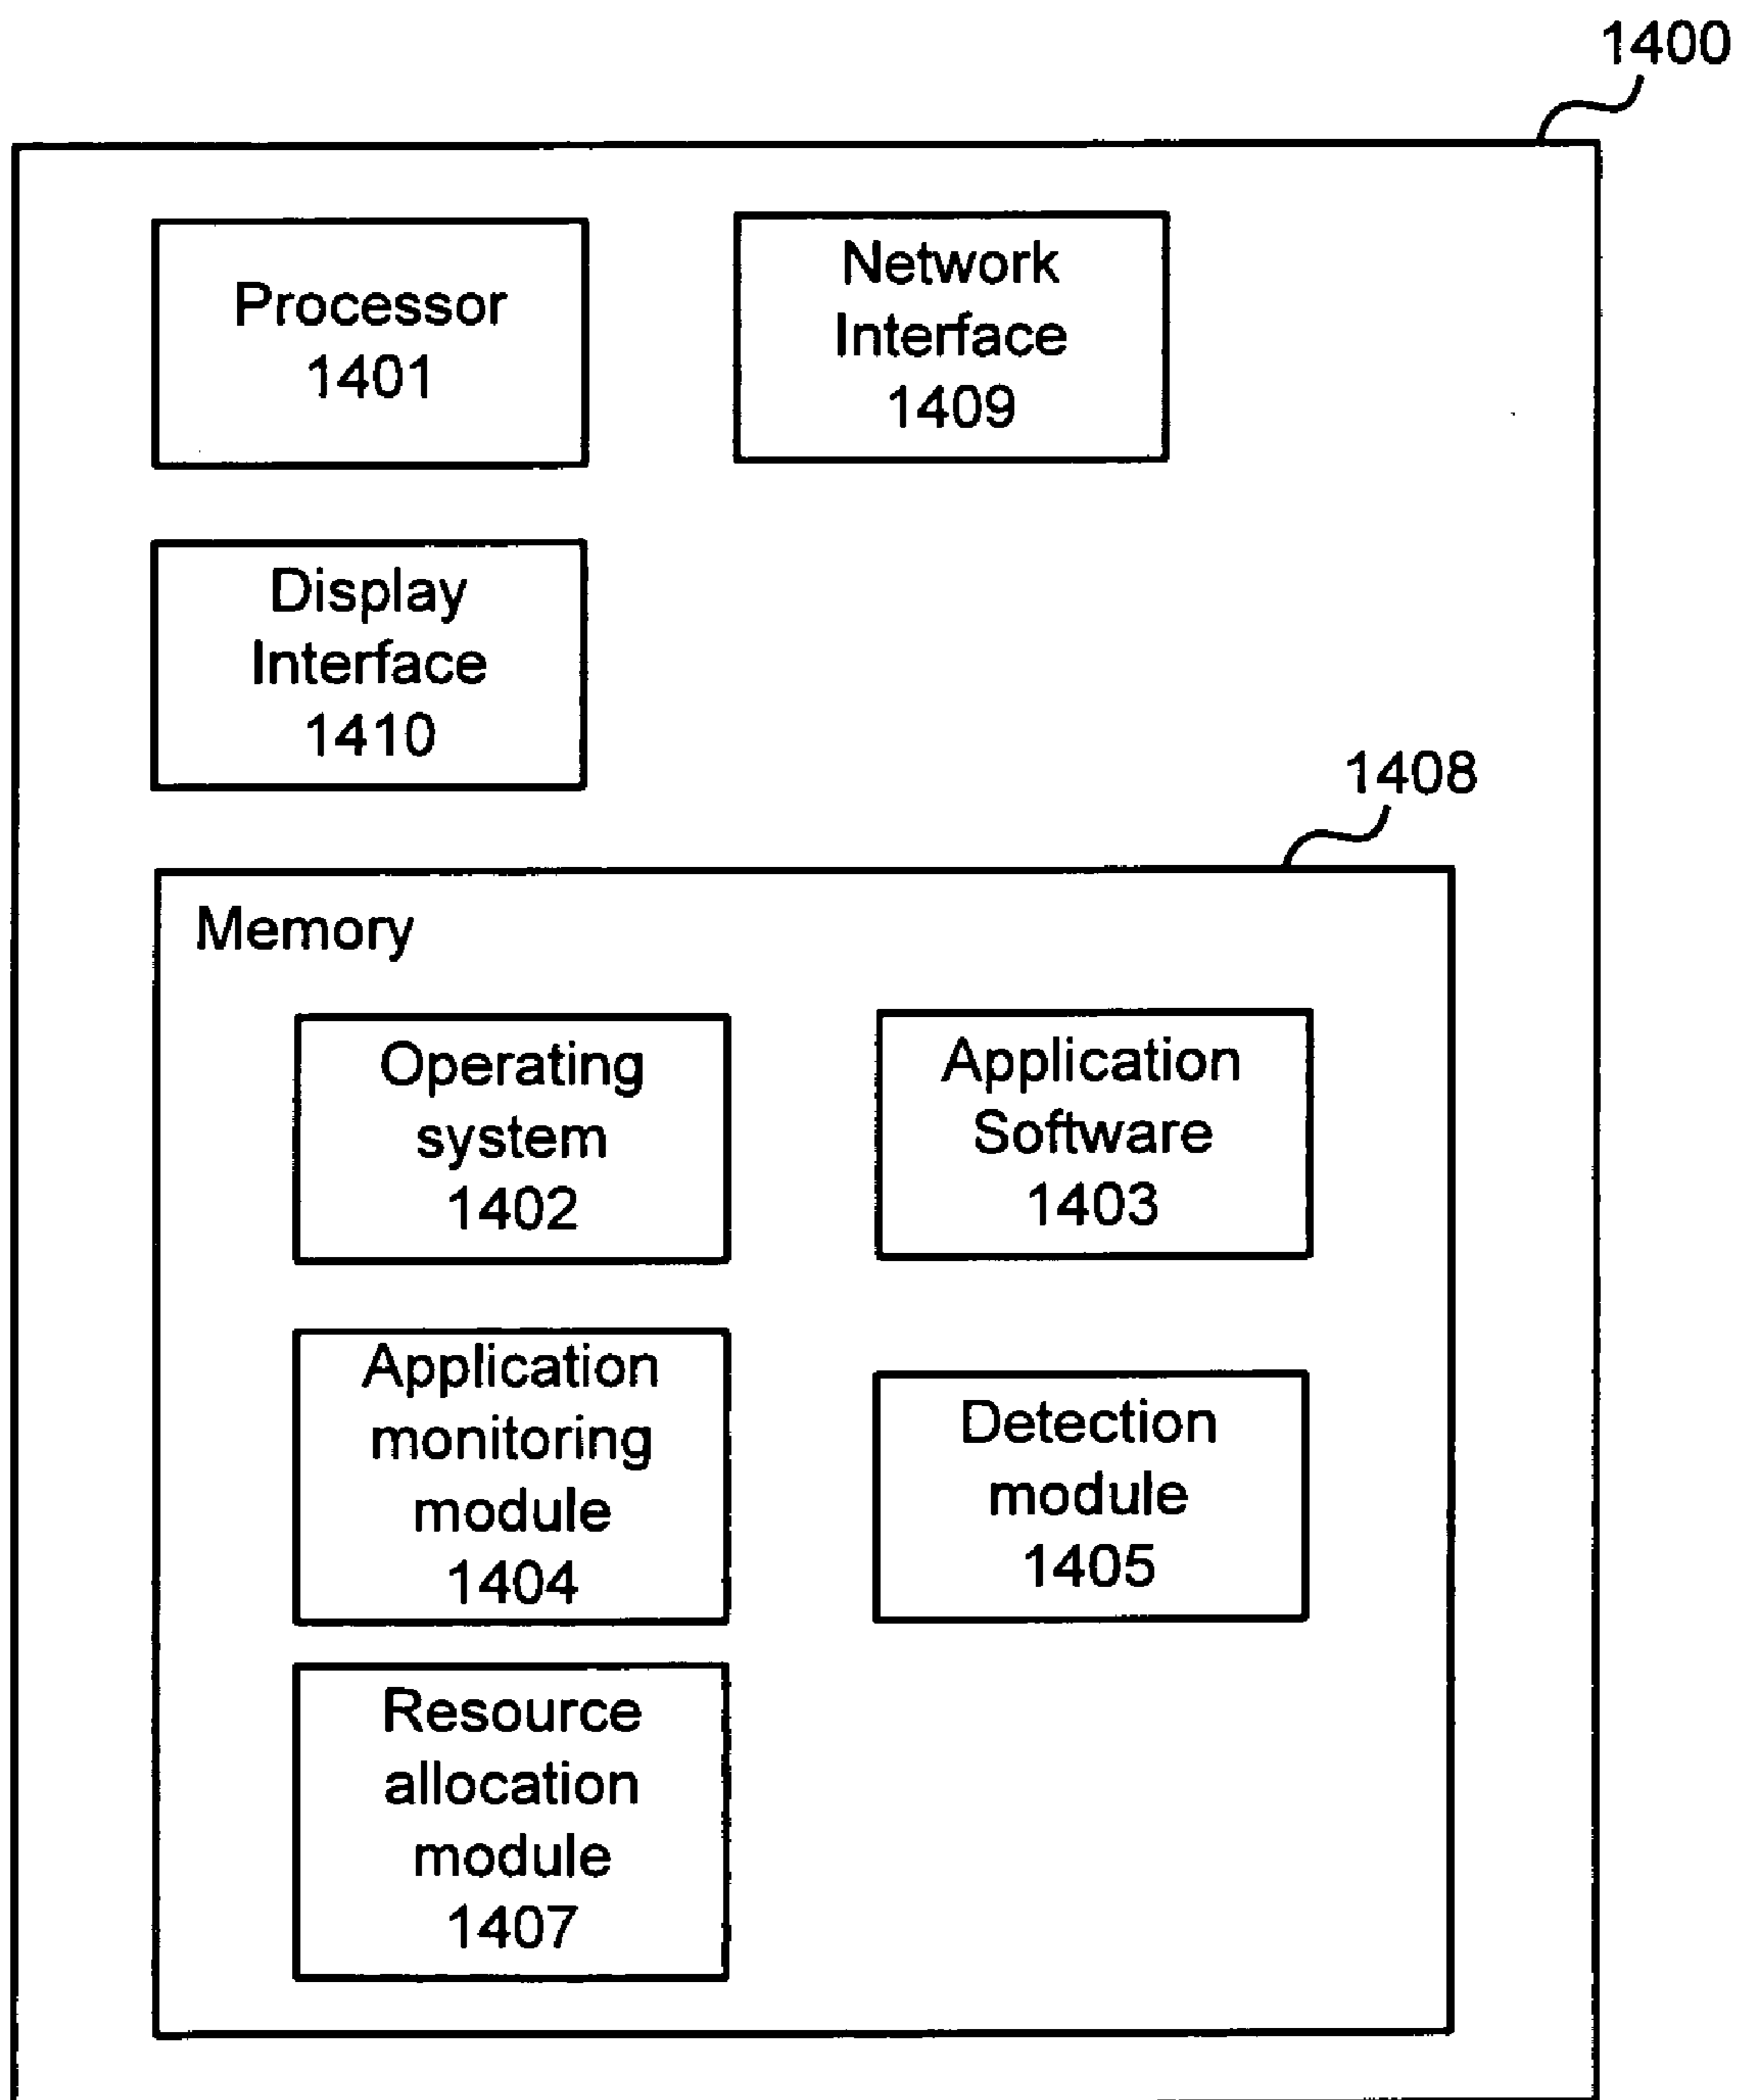 1400
Processor
1401
Network
Interface
1409
Display
Interface
1410
1408
Memory
Operating
system
1402
Application
Software
1403
Application
monitoring
module
1404
Detection
module
1405
Resource
allocation
module
1407